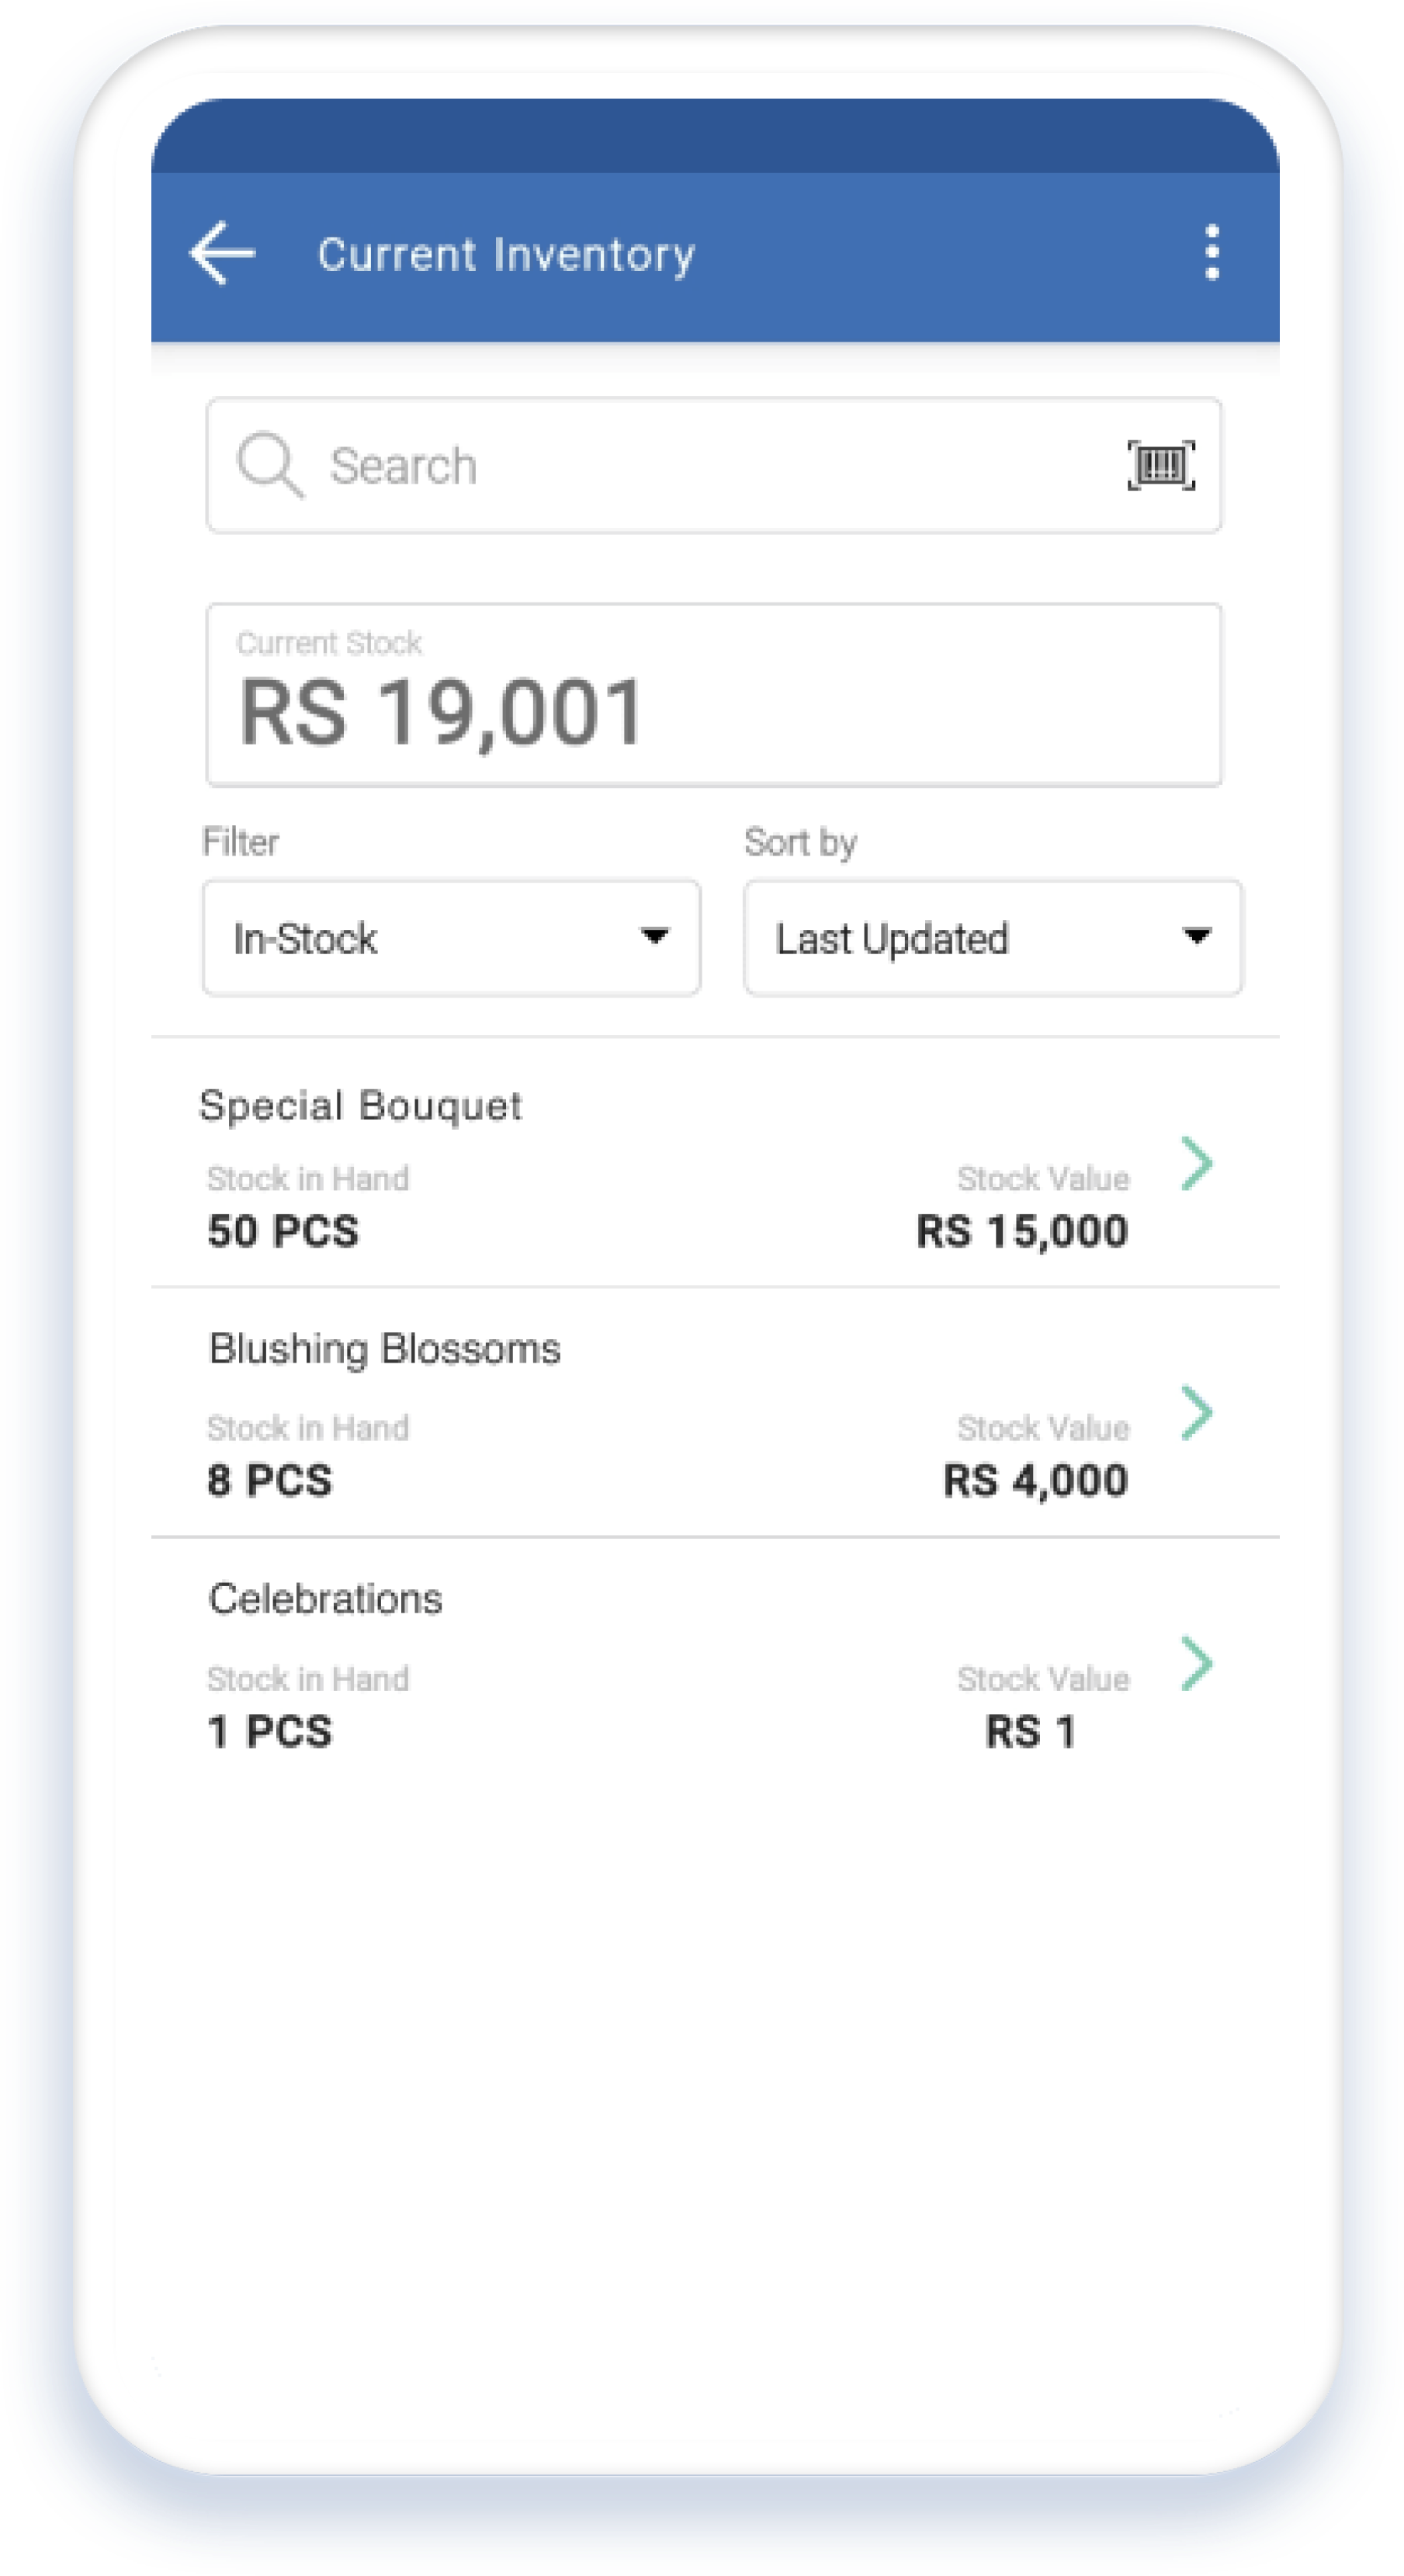 Current Inventory
Search
Current Stock
RS 19,001
Filter Sort by
In-Stock Last Updated
Special Bouquet
Stock in Hand Stock Value
50 PCS RS 15,000
Blushing Blossoms
Stock in Hand Stock Value
8 PCS RS 4,000
Celebrations
Stock in Hand Stock Value
1 PCS RS 1